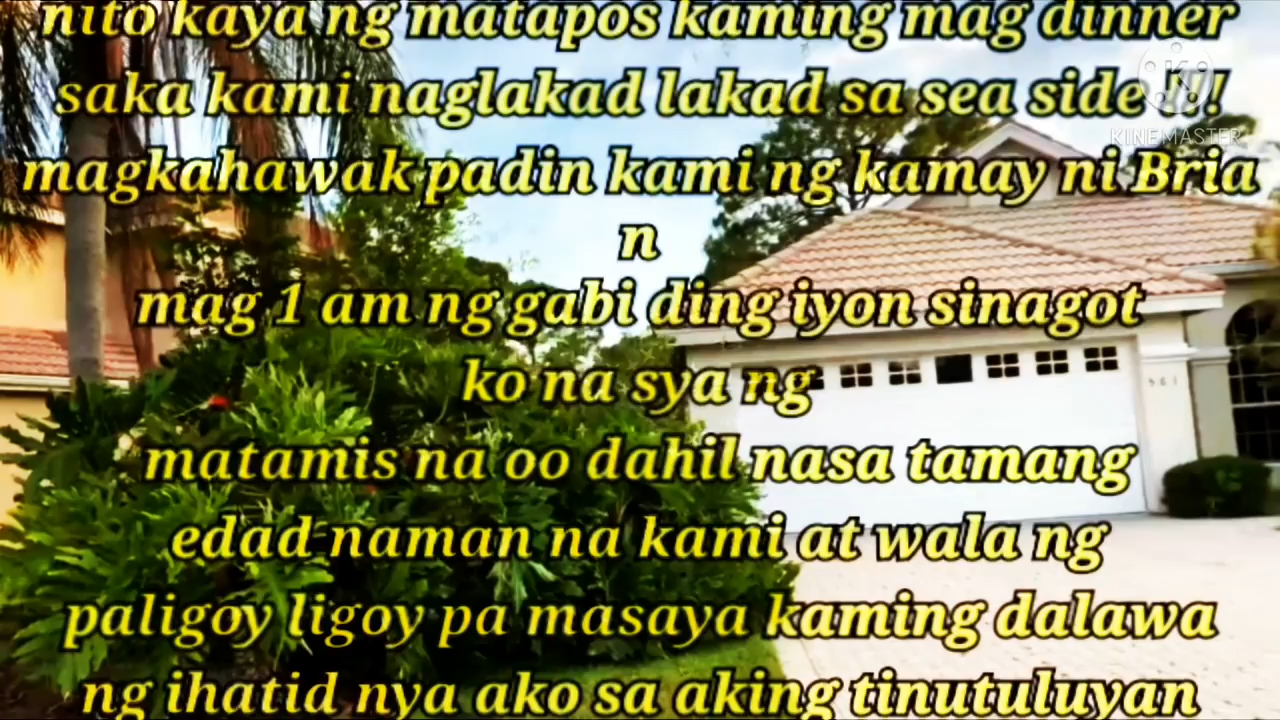 nito kaya ng matapos kaming mag dinner
saka kami naglakad lakad sa sea side !!
magkahawak padin kami ng kamay ni Bria
n
mag 1 am ng gabi ding iyon sinagot
ko na sya ng
matamis na oo dahil nasa tamang
edad naman na kami at wala ng
paligoy ligoy pa masaya kaming dalawa
ng ihatid nya ako sa aking tinutuluyan
KINEMASTER
961